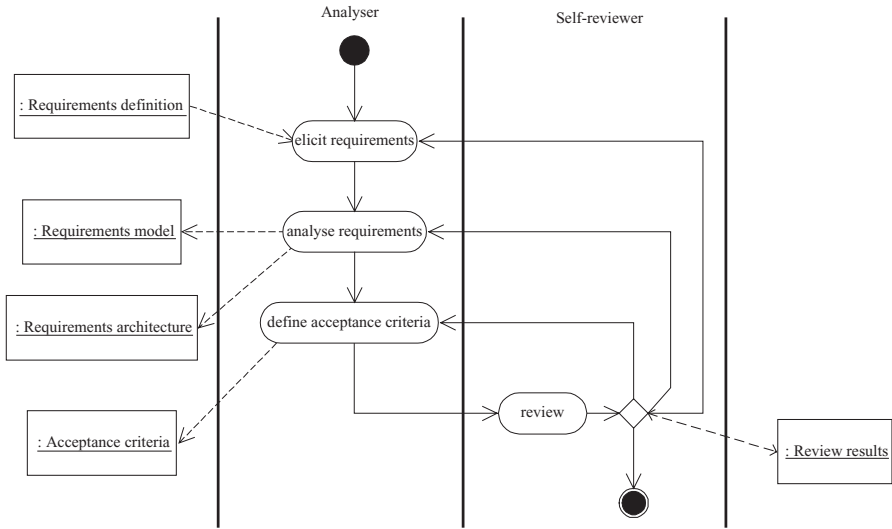 Analyser
Self-reviewer
: Requirements definition
elicit requirements
: Requirements model
analyse requirements
: Requirements architecture
define acceptance criteria
review
: Acceptance criteria
: Review results